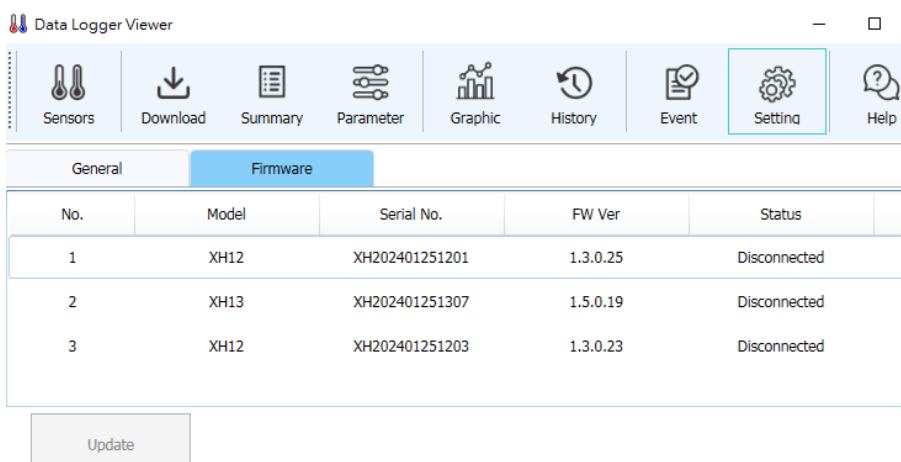 Data Logger Viewer
Sensors Download Summary Parameter Graphic History Event Setting Help
General Firmware
No. Model Serial No. FW Ver Status
1 XH12 XH202401251201 1.3.0.25 Disconnected
2 XH13 XH202401251307 1.5.0.19 Disconnected
3 XH12 XH202401251203 1.3.0.23 Disconnected
Update